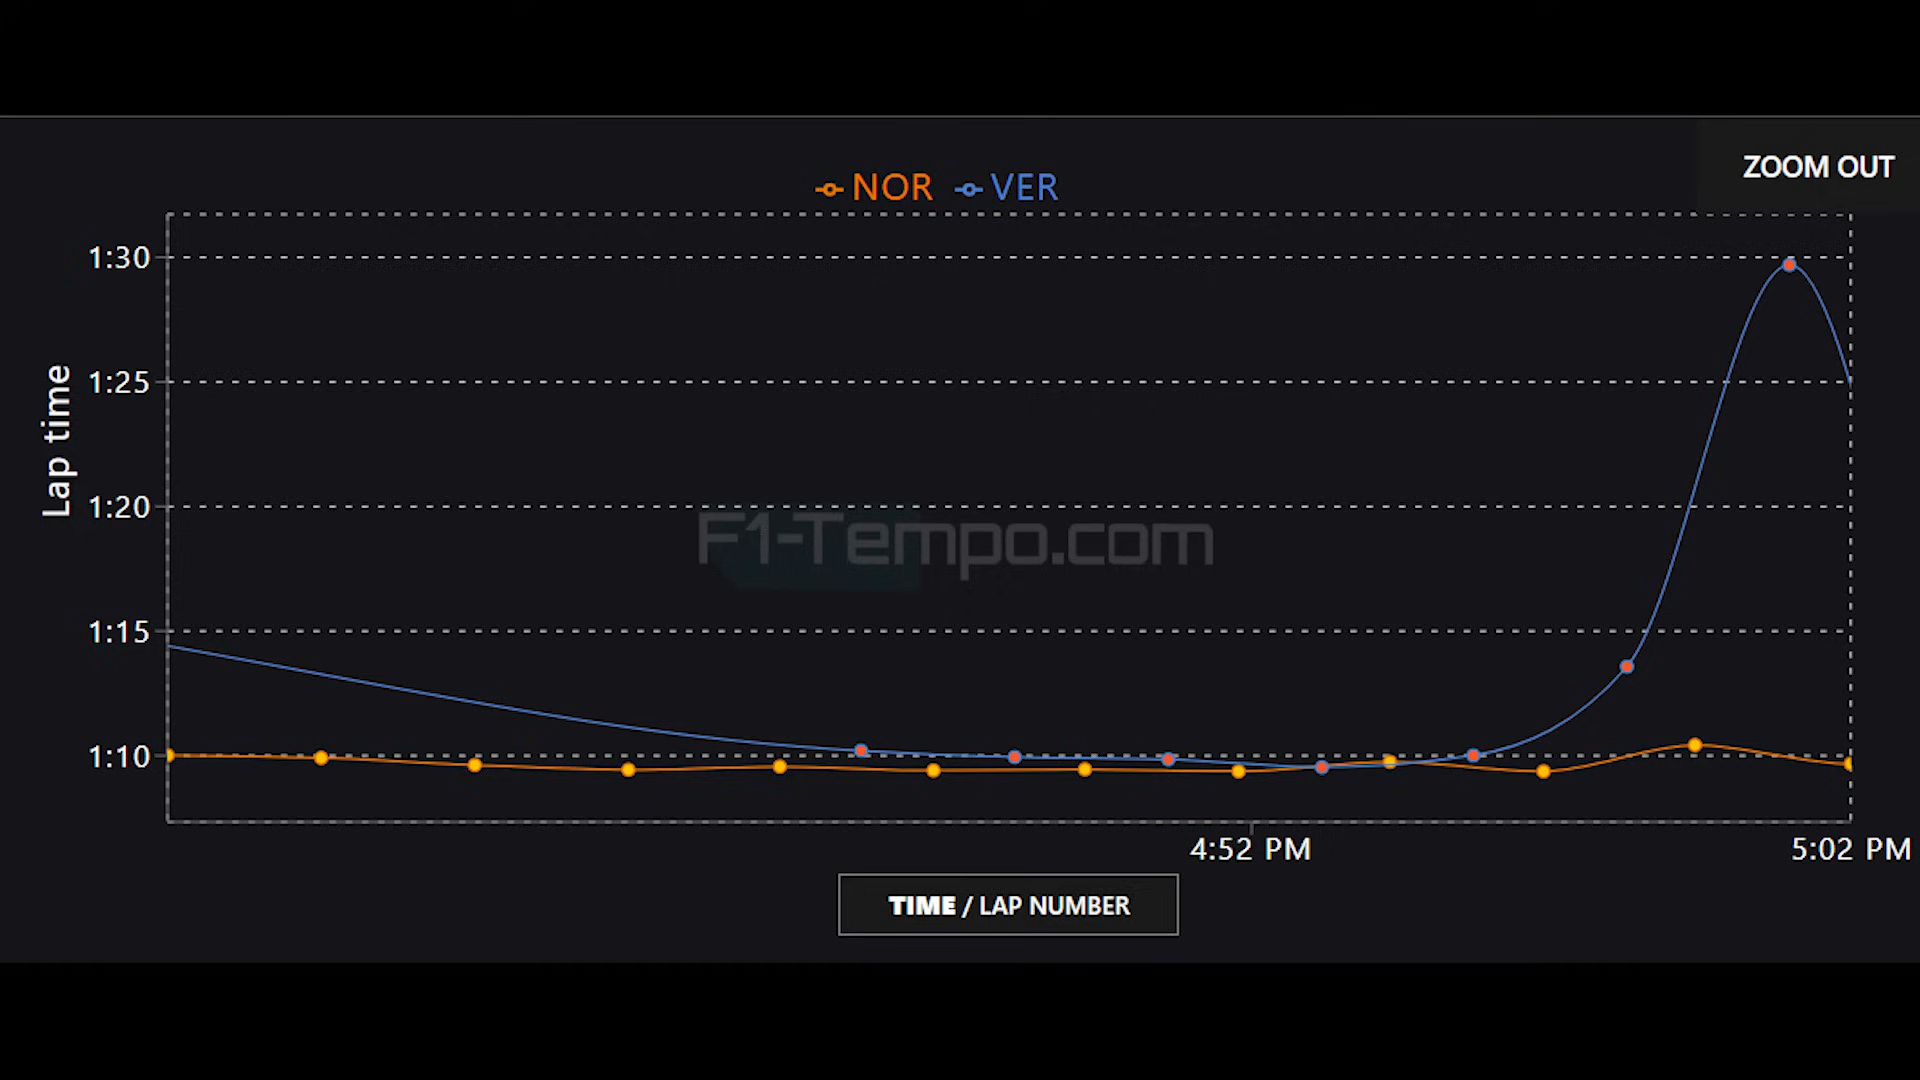 ZOOM OUT
NOR VER
1:30
1:25
1:20
1:15
1:10
Lap time
F1-Tempo.com
4:52 PM
5:02 PM
TIME / LAP NUMBER